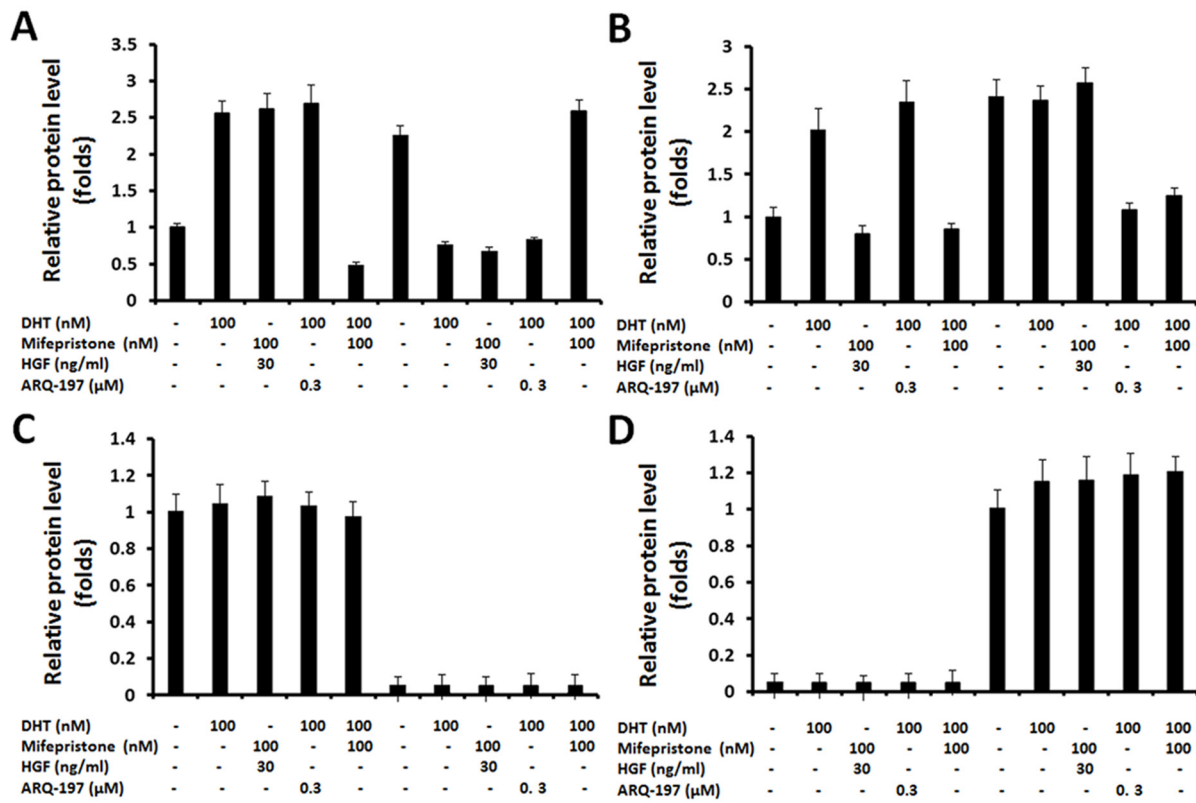 A
Relative protein level
(folds)
3.5
3
2.5
2
1.5
1
0.5
0
DHT (nM) - 100 - 100 100 - 100 - 100 100
Mifepristone (nM) - - 100 - 100 - - 100 - 100
HGF (ng/ml) - - 30 - - - - 30 - -
ARQ-197 (µM) - - - 0.3 - - - - 0. 3 -
B
Relative protein level
(folds)
3
2.5
2
1.5
1
0.5
0
DHT (nM) - 100 - 100 100 - 100 - 100 100
Mifepristone (nM) - - 100 - 100 - - 100 - 100
HGF (ng/ml) - - 30 - - - - 30 - -
ARQ-197 (µM) - - - 0.3 - - - - 0. 3 -
C
Relative protein level
(folds)
1.4
1.2
1
0.8
0.6
0.4
0.2
0
DHT (nM) - 100 - 100 100 - 100 - 100 100
Mifepristone (nM) - - 100 - 100 - - 100 - 100
HGF (ng/ml) - - 30 - - - - 30 - -
ARQ-197 (µM) - - - 0.3 - - - - 0. 3 -
D
Relative protein level
(folds)
1.4
1.2
1
0.8
0.6
0.4
0.2
0
DHT (nM) - 100 - 100 100 - 100 - 100 100
Mifepristone (nM) - - 100 - 100 - - 100 - 100
HGF (ng/ml) - - 30 - - - - 30 - -
ARQ-197 (µM) - - - 0.3 - - - - 0. 3 -